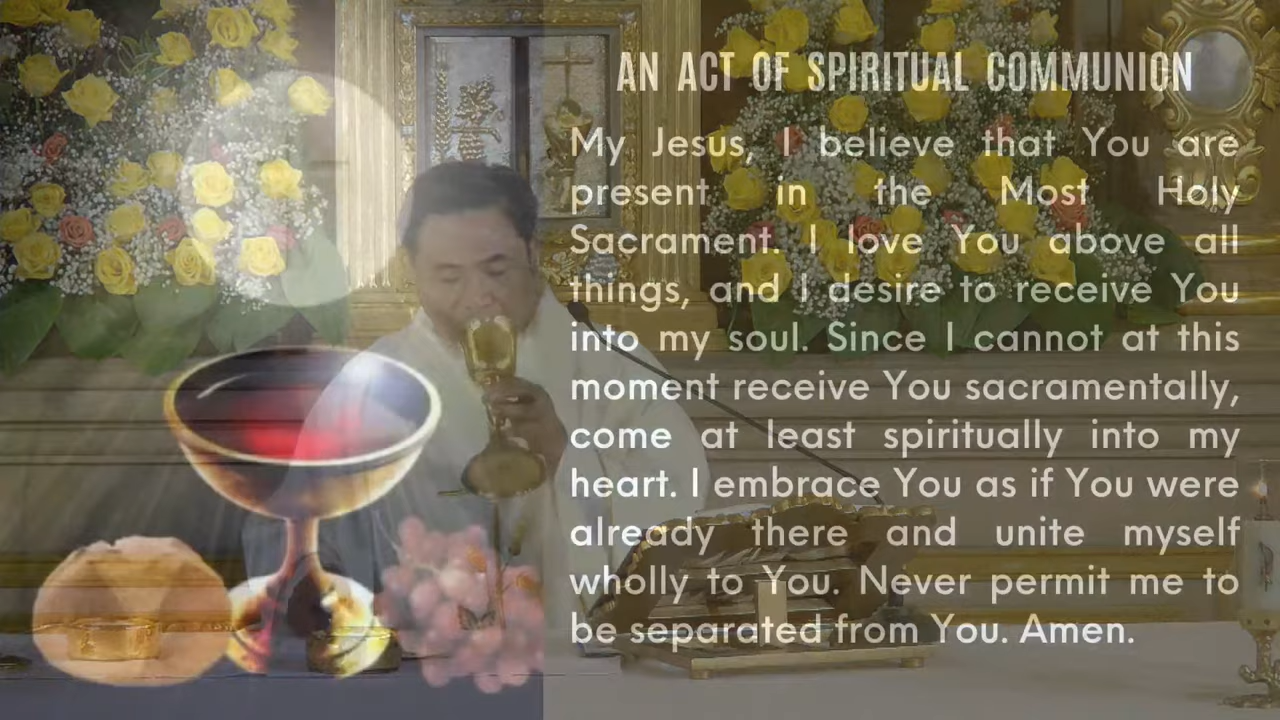 AN ACT OF SPIRITUAL COMMUNION
My Jesus, I believe that You are
present in the Most Holy
Sacrament. I love You above all
things, and I desire to receive You
into my soul. Since I cannot at this
moment receive You sacramentally,
come at least spiritually into my
heart. I embrace You as if You were
already there and unite myself
wholly to You. Never permit me to
be separated from You. Amen.